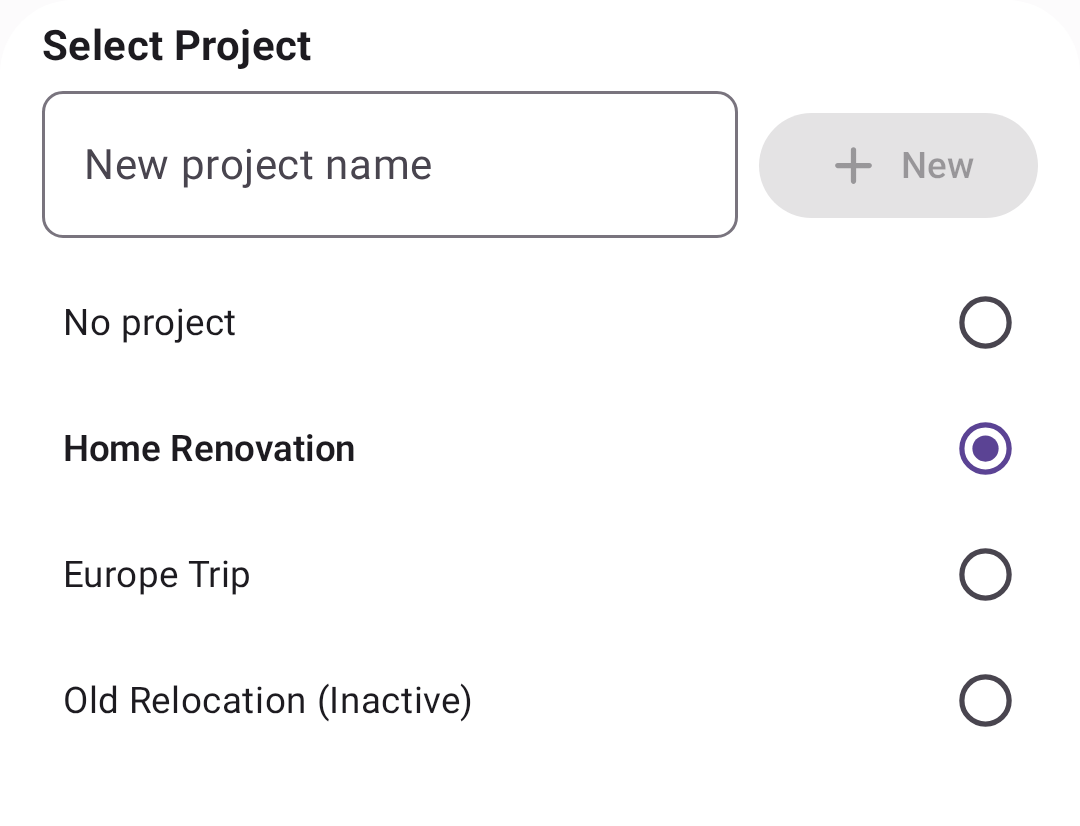 Select Project
New project name
New
No project
Home Renovation
Europe Trip
Old Relocation (Inactive)